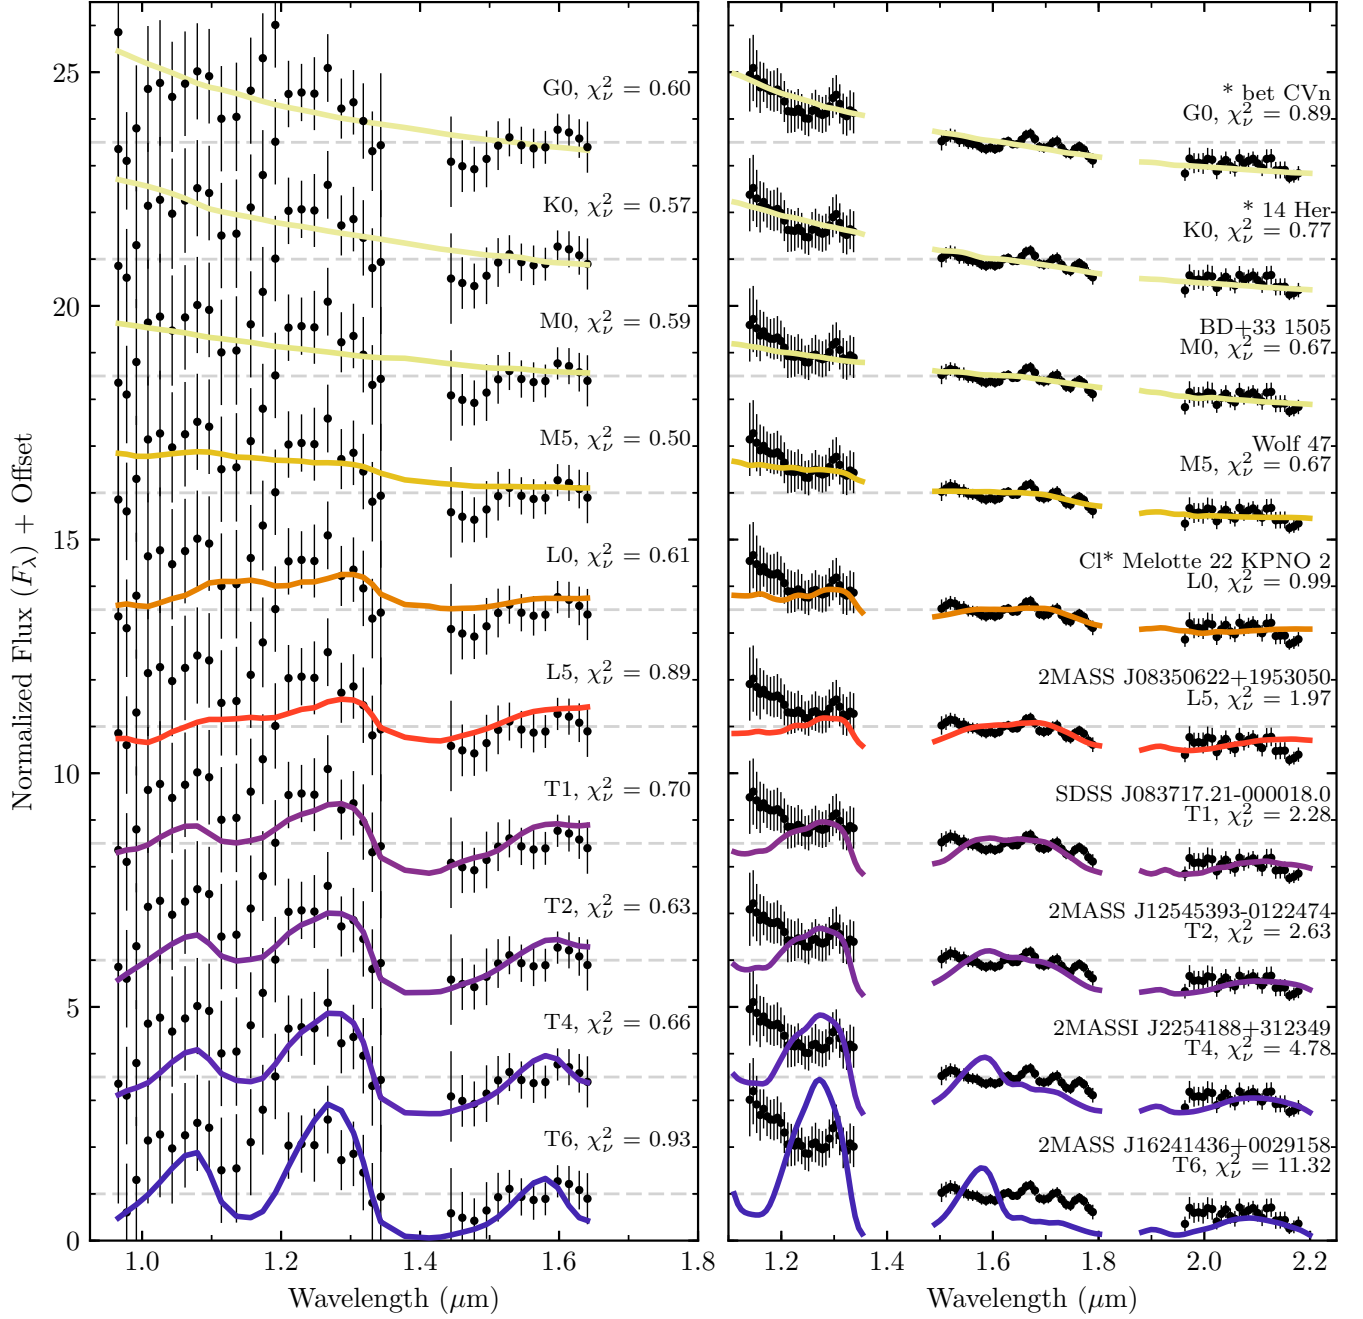 Normalized Flux (F_λ) + Offset
25
20
15
10
5
0
G0, χ²_ν = 0.60
K0, χ²_ν = 0.57
M0, χ²_ν = 0.59
M5, χ²_ν = 0.50
L0, χ²_ν = 0.61
L5, χ²_ν = 0.89
T1, χ²_ν = 0.70
T2, χ²_ν = 0.63
T4, χ²_ν = 0.66
T6, χ²_ν = 0.93
1.0 1.2 1.4 1.6 1.8
Wavelength (μm)
* bet CVn
G0, χ²_ν = 0.89
* 14 Her
K0, χ²_ν = 0.77
BD+33 1505
M0, χ²_ν = 0.67
Wolf 47
M5, χ²_ν = 0.67
Cl* Melotte 22 KPNO 2
L0, χ²_ν = 0.99
2MASS J08350622+1953050
L5, χ²_ν = 1.97
SDSS J083717.21-000018.0
T1, χ²_ν = 2.28
2MASS J12545393-0122474
T2, χ²_ν = 2.63
2MASSI J2254188+312349
T4, χ²_ν = 4.78
2MASS J16241436+0029158
T6, χ²_ν = 11.32
1.2 1.4 1.6 1.8 2.0 2.2
Wavelength (μm)